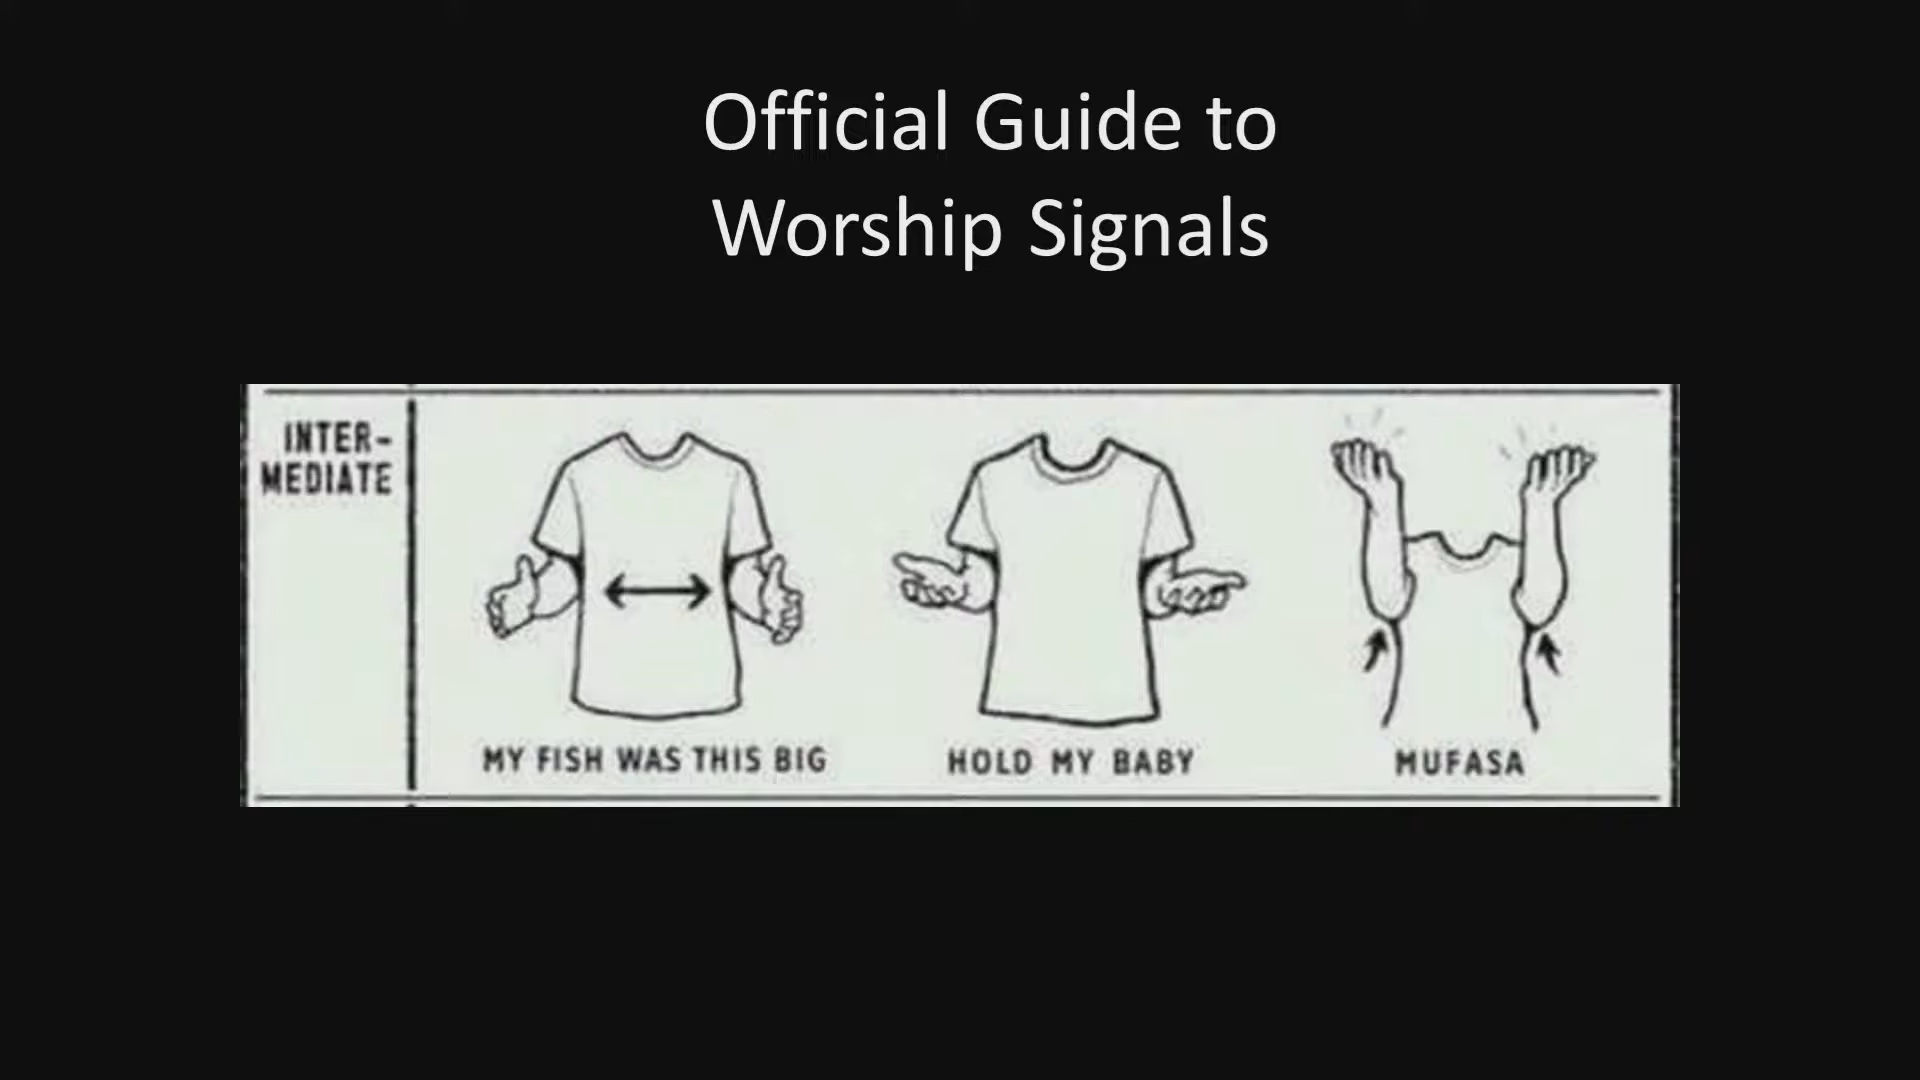 Official Guide to
Worship Signals
INTER-
MEDIATE
MY FISH WAS THIS BIG
HOLD MY BABY
MUFASA